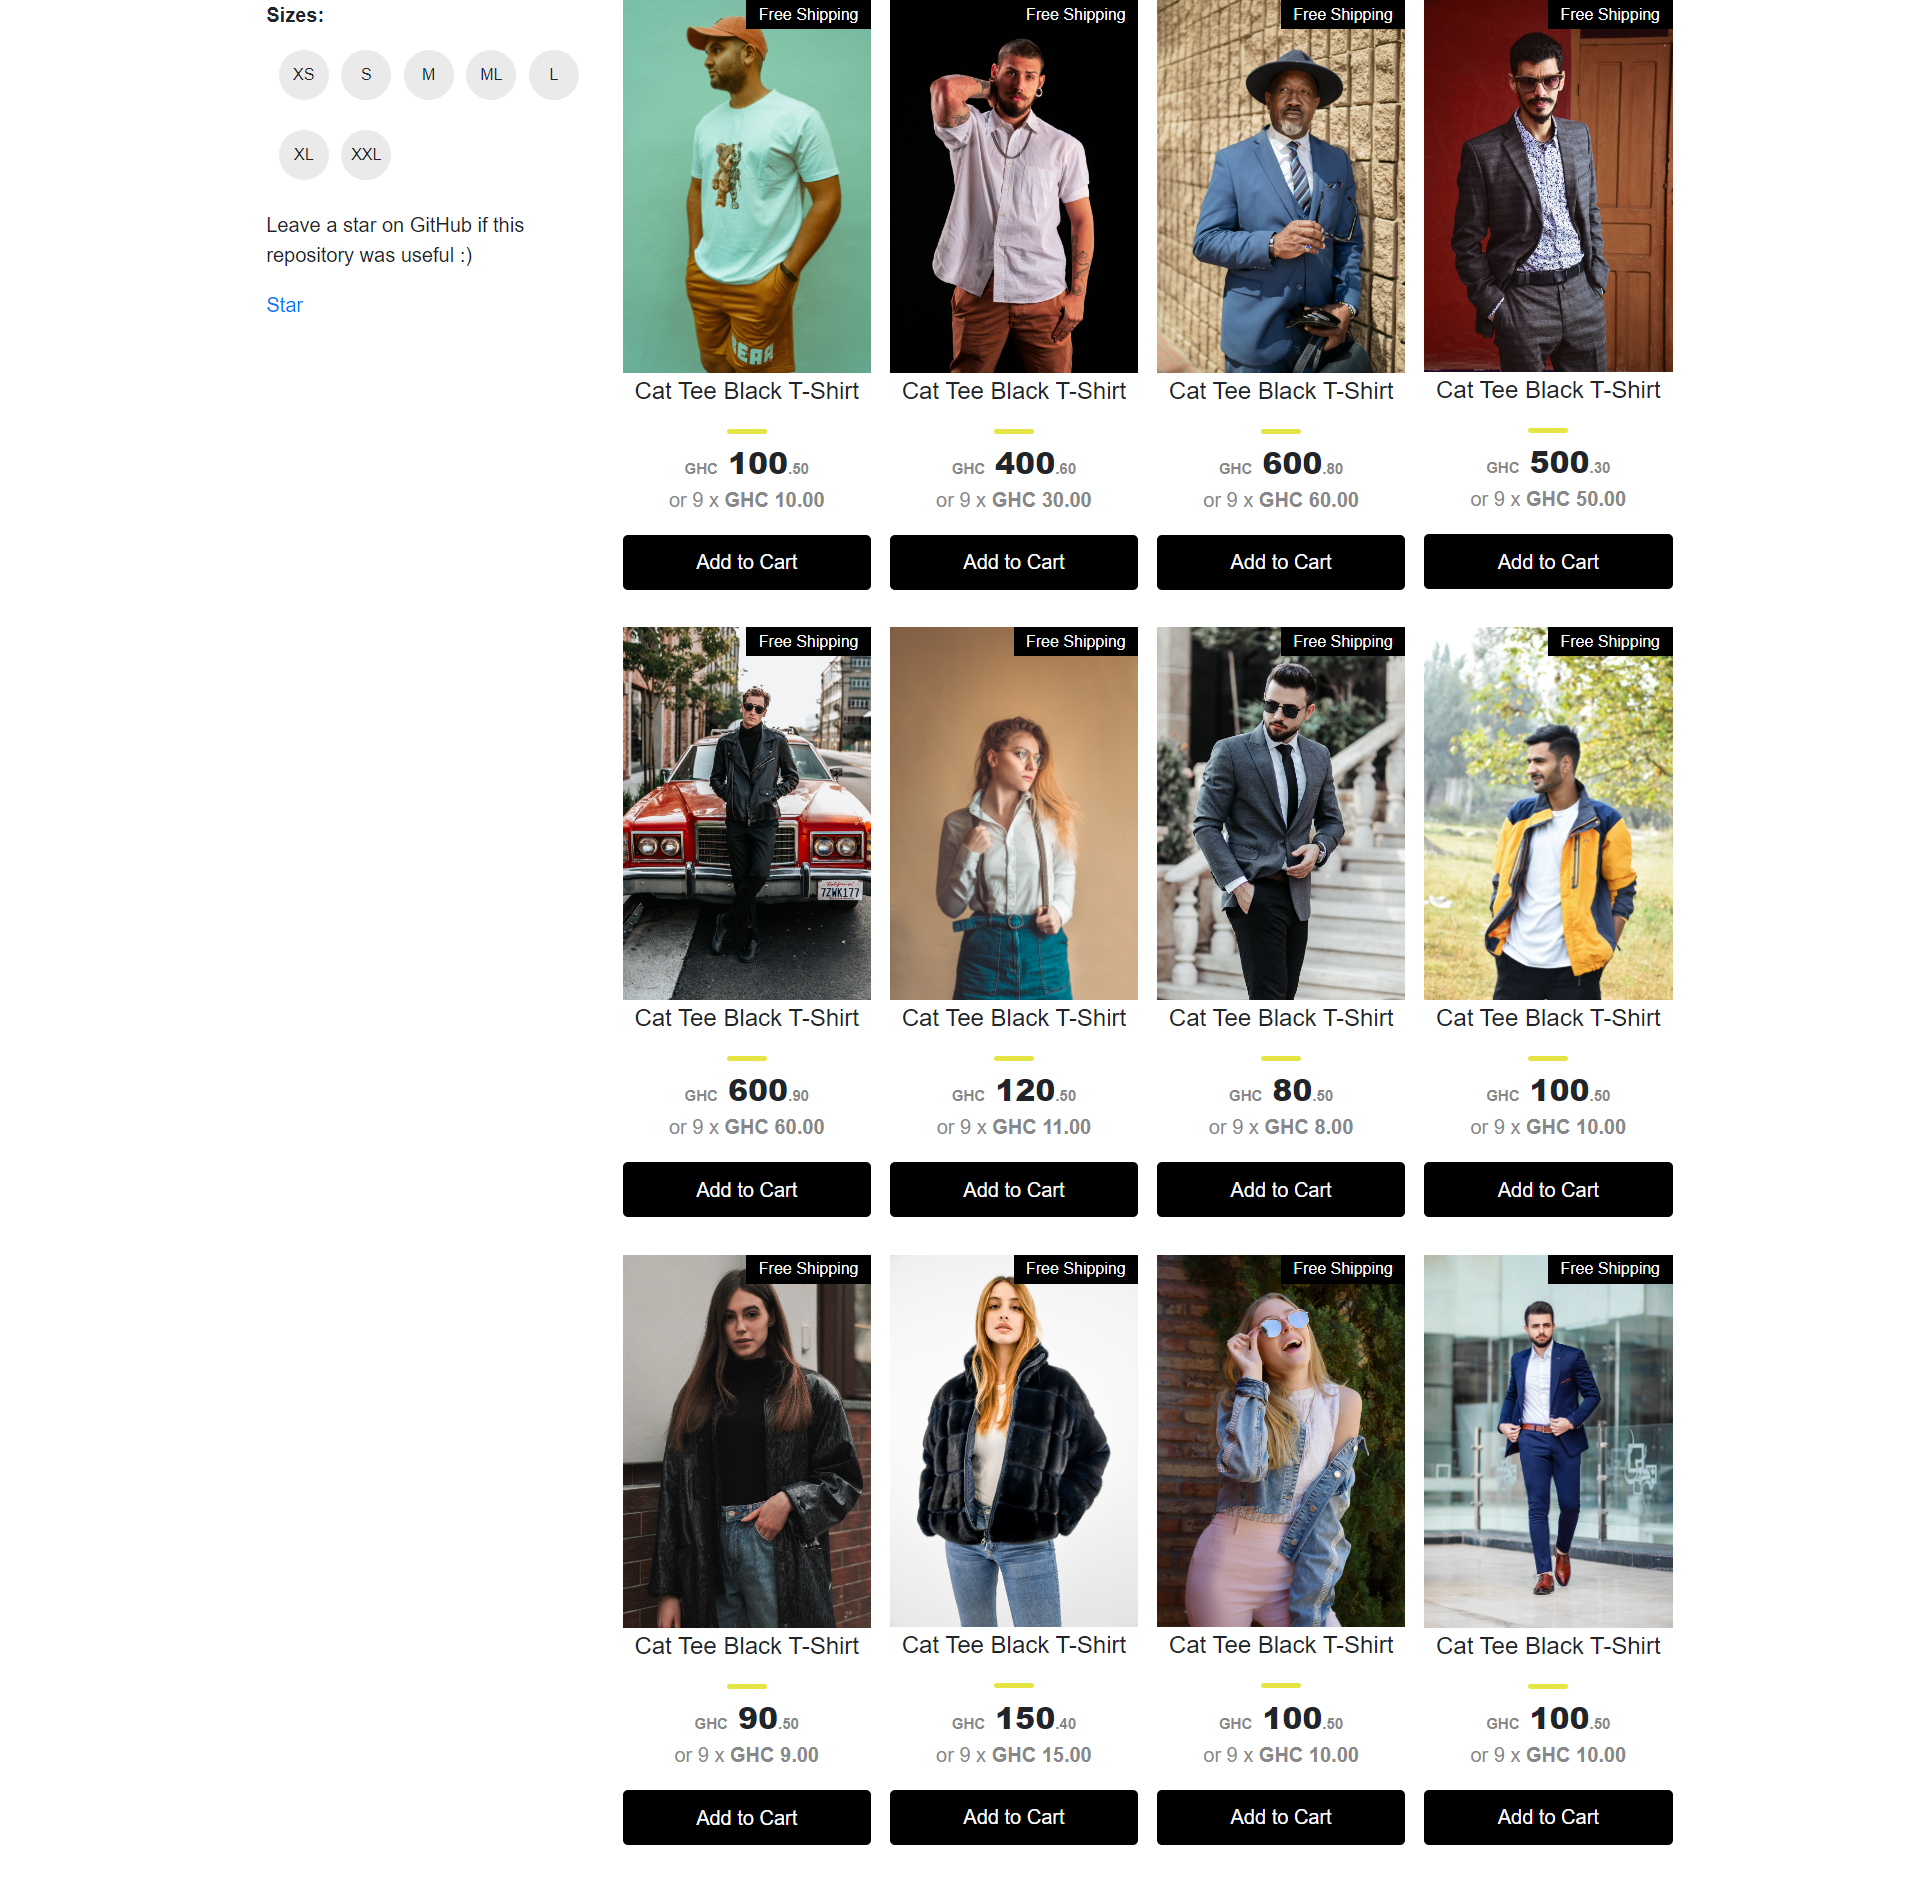 Sizes:
XS S M ML L
XL XXL
Leave a star on GitHub if this
repository was useful :)
Star
Free Shipping Free Shipping Free Shipping Free Shipping
BEAR
Cat Tee Black T-Shirt Cat Tee Black T-Shirt Cat Tee Black T-Shirt Cat Tee Black T-Shirt
GHC 100.50 GHC 400.60 GHC 600.80 GHC 500.30
or 9 x GHC 10.00 or 9 x GHC 30.00 or 9 x GHC 60.00 or 9 x GHC 50.00
Add to Cart Add to Cart Add to Cart Add to Cart
Free Shipping Free Shipping Free Shipping Free Shipping
California
7ZWK177
Cat Tee Black T-Shirt Cat Tee Black T-Shirt Cat Tee Black T-Shirt Cat Tee Black T-Shirt
GHC 600.90 GHC 120.50 GHC 80.50 GHC 100.50
or 9 x GHC 60.00 or 9 x GHC 11.00 or 9 x GHC 8.00 or 9 x GHC 10.00
Add to Cart Add to Cart Add to Cart Add to Cart
Free Shipping Free Shipping Free Shipping Free Shipping
Cat Tee Black T-Shirt Cat Tee Black T-Shirt Cat Tee Black T-Shirt Cat Tee Black T-Shirt
GHC 90.50 GHC 150.40 GHC 100.50 GHC 100.50
or 9 x GHC 9.00 or 9 x GHC 15.00 or 9 x GHC 10.00 or 9 x GHC 10.00
Add to Cart Add to Cart Add to Cart Add to Cart